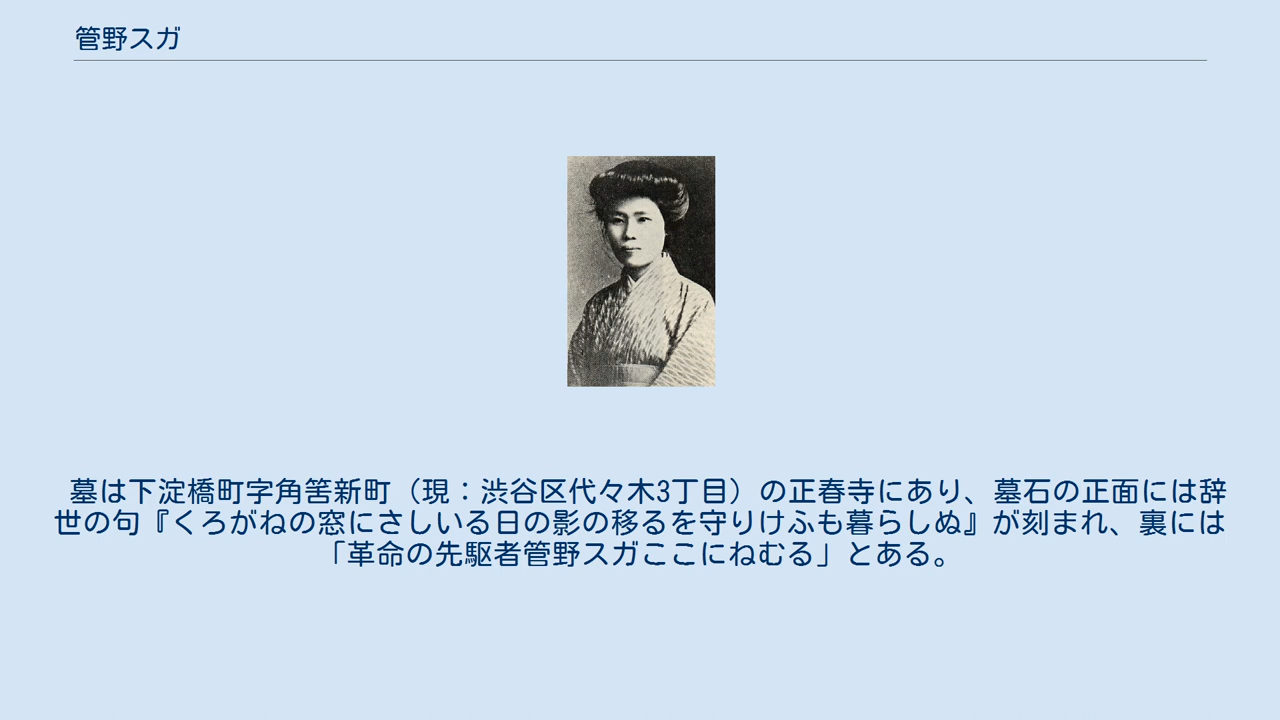 管野スガ
墓は下淀橋町字角筈新町（現：渋谷区代々木3丁目）の正春寺にあり、墓石の正面には辞
世の句『くろがねの窓にさしいる日の影の移るを守りけふも暮らしぬ』が刻まれ、裏には
「革命の先駆者管野スガここにねむる」とある。